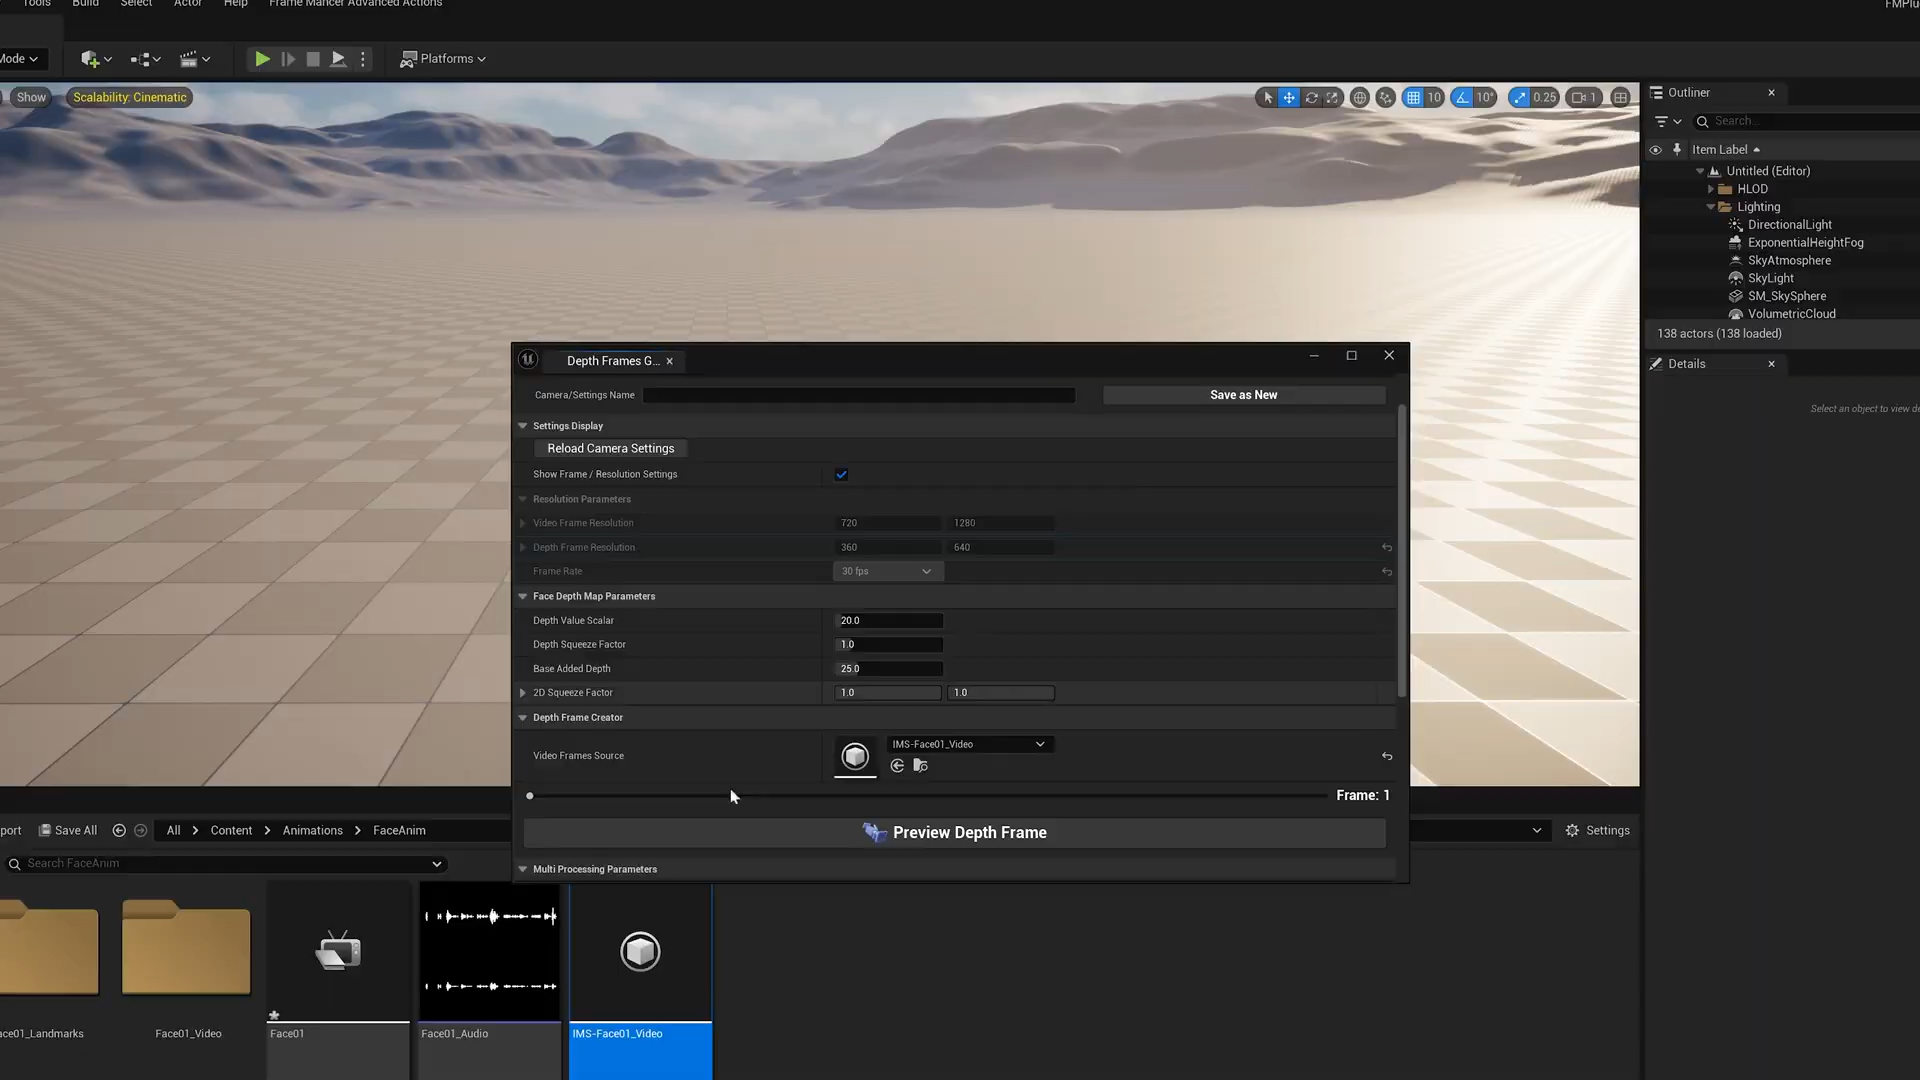 Tools Build Select Actor Help Frame Mancer Advanced Actions
FMPlu
Mode
Platforms
Show
Scalability: Cinematic
10
10°
0.25
1
Outliner
Search...
Item Label
Untitled (Editor)
HLOD
Lighting
DirectionalLight
ExponentialHeightFog
SkyAtmosphere
SkyLight
SM_SkySphere
VolumetricCloud
138 actors (138 loaded)
Details
Select an object to view de
Depth Frames G...
Camera/Settings Name
Save as New
Settings Display
Reload Camera Settings
Show Frame / Resolution Settings
Resolution Parameters
Video Frame Resolution 720 1280
Depth Frame Resolution 360 640
Frame Rate 30 fps
Face Depth Map Parameters
Depth Value Scalar 20.0
Depth Squeeze Factor 1.0
Base Added Depth 25.0
2D Squeeze Factor 1.0 1.0
Depth Frame Creator
Video Frames Source
IMS-Face01_Video
Frame: 1
Preview Depth Frame
Multi Processing Parameters
port
Save All
All
Content
Animations
FaceAnim
Settings
Search FaceAnim
ace01_Landmarks
Face01_Video
Face01
Face01_Audio
IMS-Face01_Video